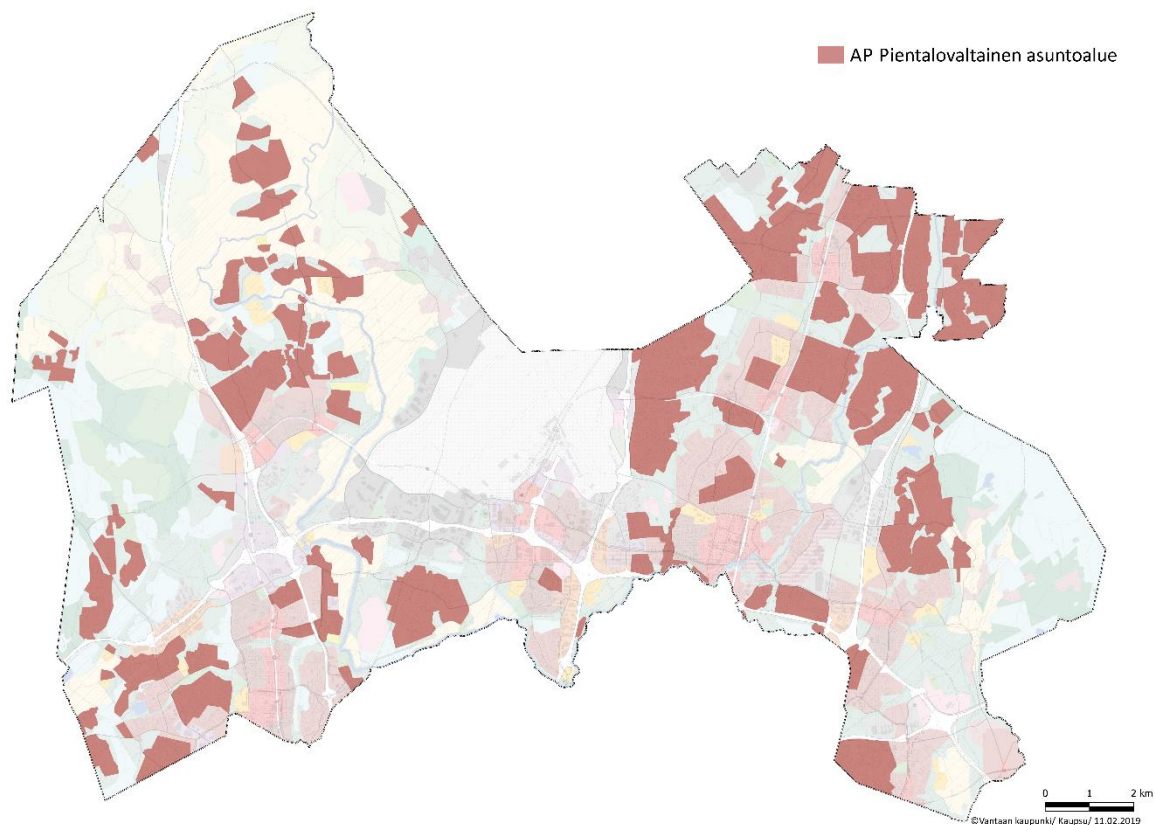 AP Pientalovaltainen asuntoalue
0 1 2 km
©Vantaan kaupunki/ Kaupsu/ 11.02.2019